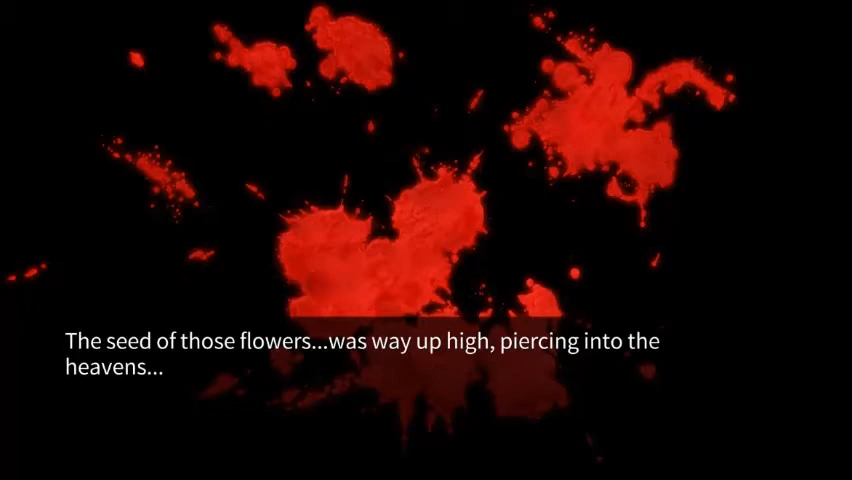 The seed of those flowers...was way up high, piercing into the
heavens...